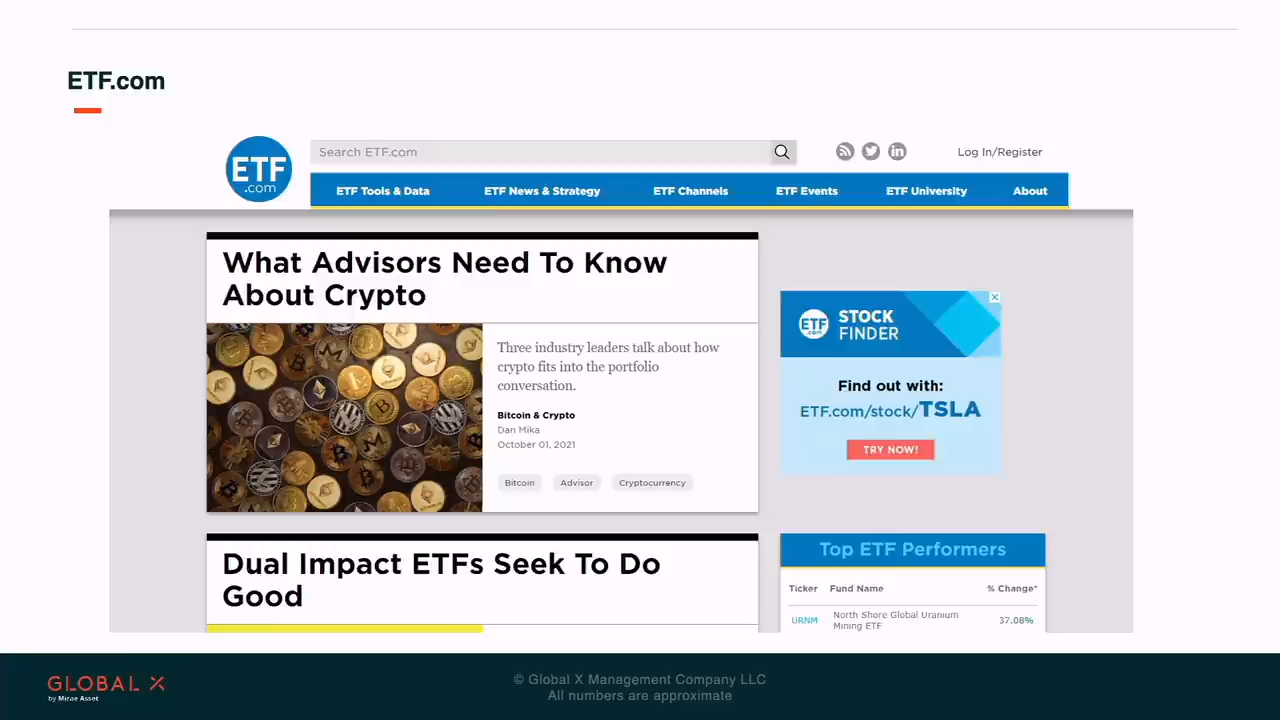 ETF.com
ETF
.com
Search ETF.com
Log In/Register
ETF Tools & Data
ETF News & Strategy
ETF Channels
ETF Events
ETF University
About
What Advisors Need To Know
About Crypto
Three industry leaders talk about how
crypto fits into the portfolio
conversation.
Bitcoin & Crypto
Dan Mika
October 01, 2021
Bitcoin
Advisor
Cryptocurrency
ETF
.com
STOCK
FINDER
Find out with:
ETF.com/stock/TSLA
TRY NOW!
Dual Impact ETFs Seek To Do
Good
Top ETF Performers
Ticker Fund Name % Change*
URNM North Shore Global Uranium Mining ETF 37.08%
GLOBAL X
by Mirae Asset
© Global X Management Company LLC
All numbers are approximate